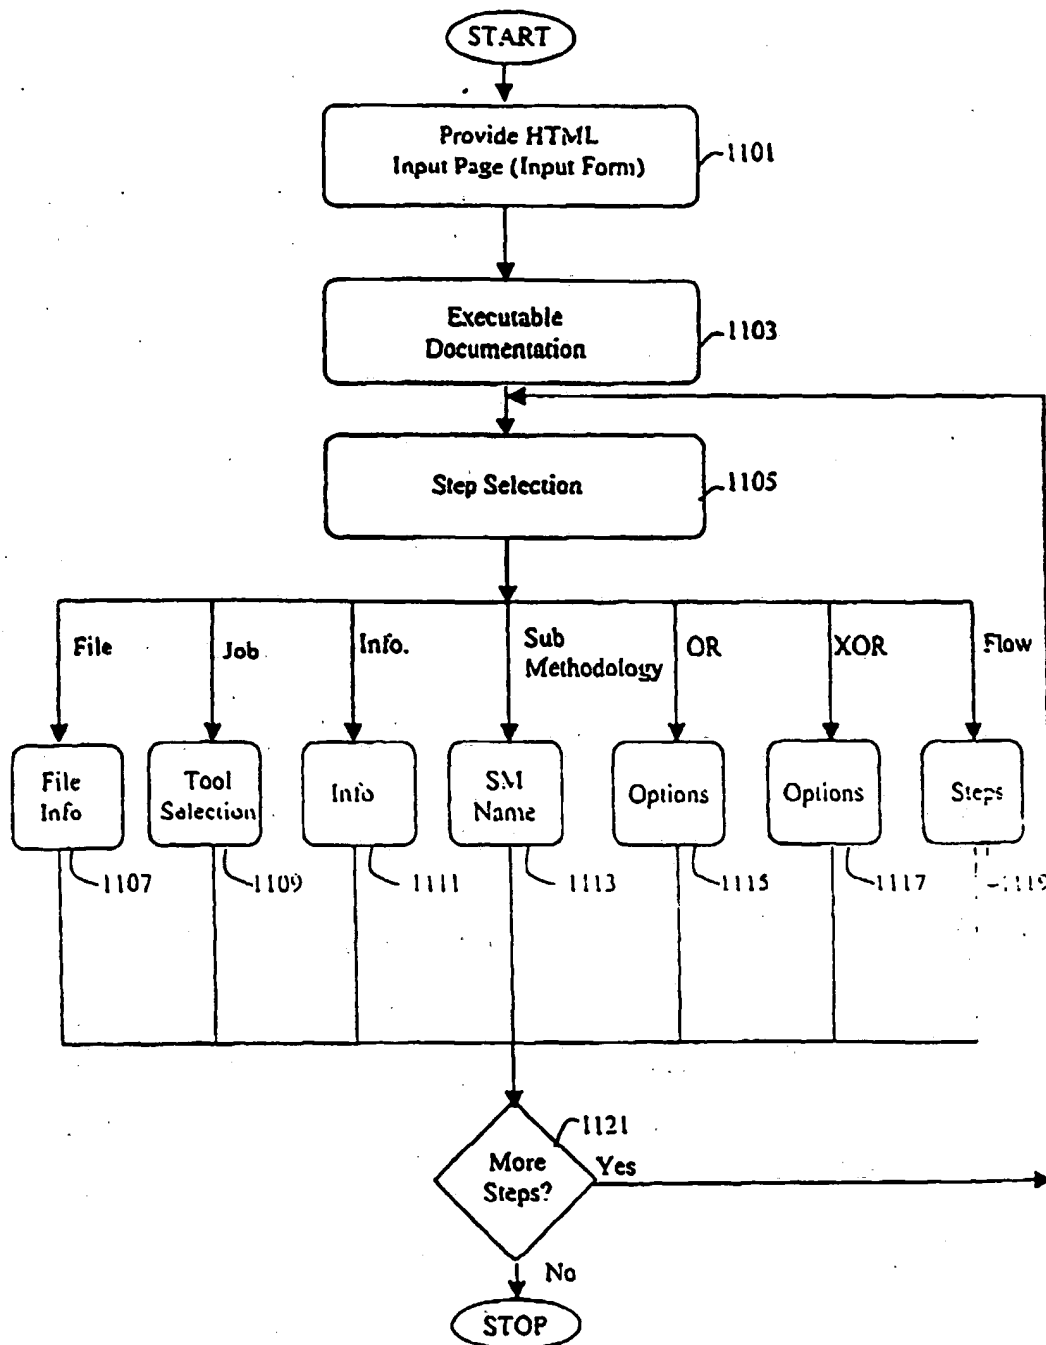 START
Provide HTML
Input Page (Input Form)
1101
Executable
Documentation
1103
Step Selection
1105
File
Job
Info.
Sub
Methodology
OR
XOR
Flow
File
Info
Tool
Selection
Info
SM
Name
Options
Options
Steps
1107
1109
1111
1113
1115
1117
1119
1121
More
Steps?
Yes
No
STOP